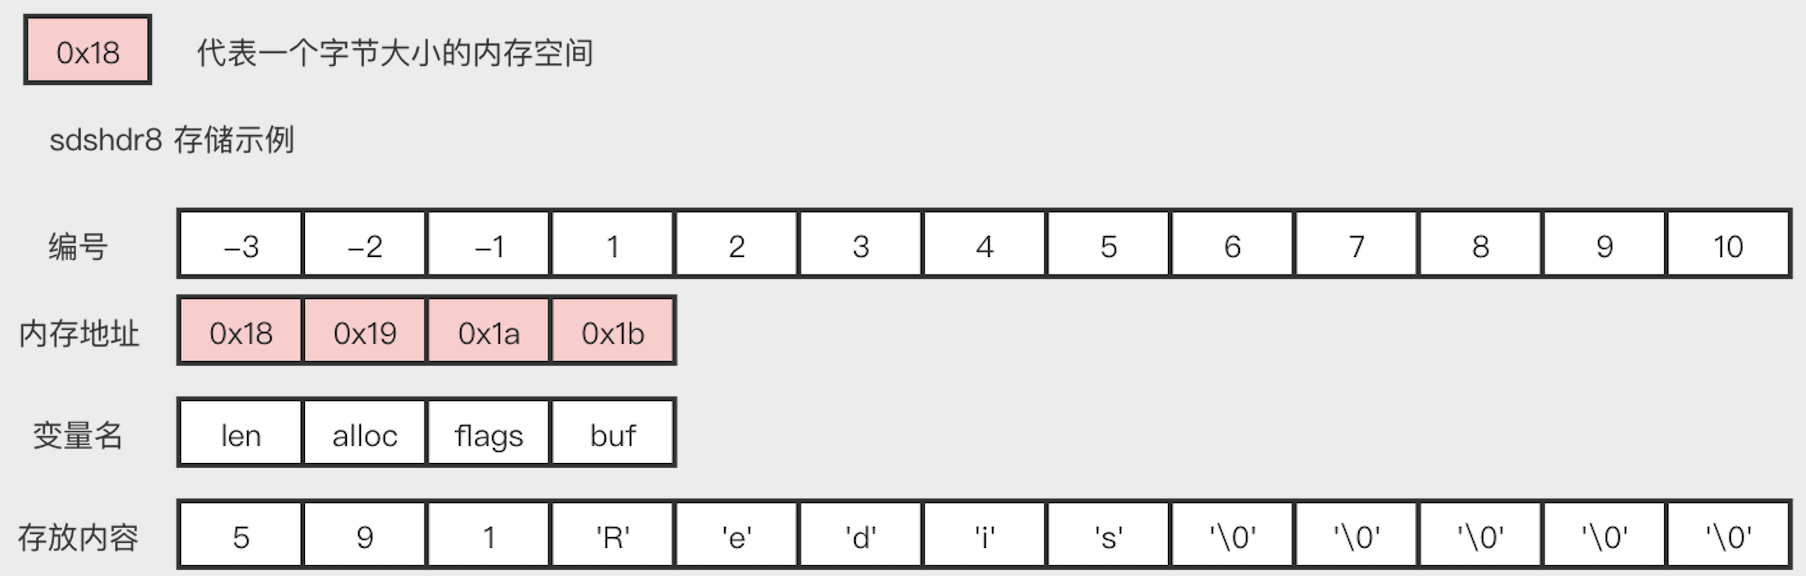 0x18 代表一个字节大小的内存空间
sdshdr8 存储示例
编号 -3 -2 -1 1 2 3 4 5 6 7 8 9 10
内存地址 0x18 0x19 0x1a 0x1b
变量名 len alloc flags buf
存放内容 5 9 1 'R' 'e' 'd' 'i' 's' '\0' '\0' '\0' '\0' '\0'